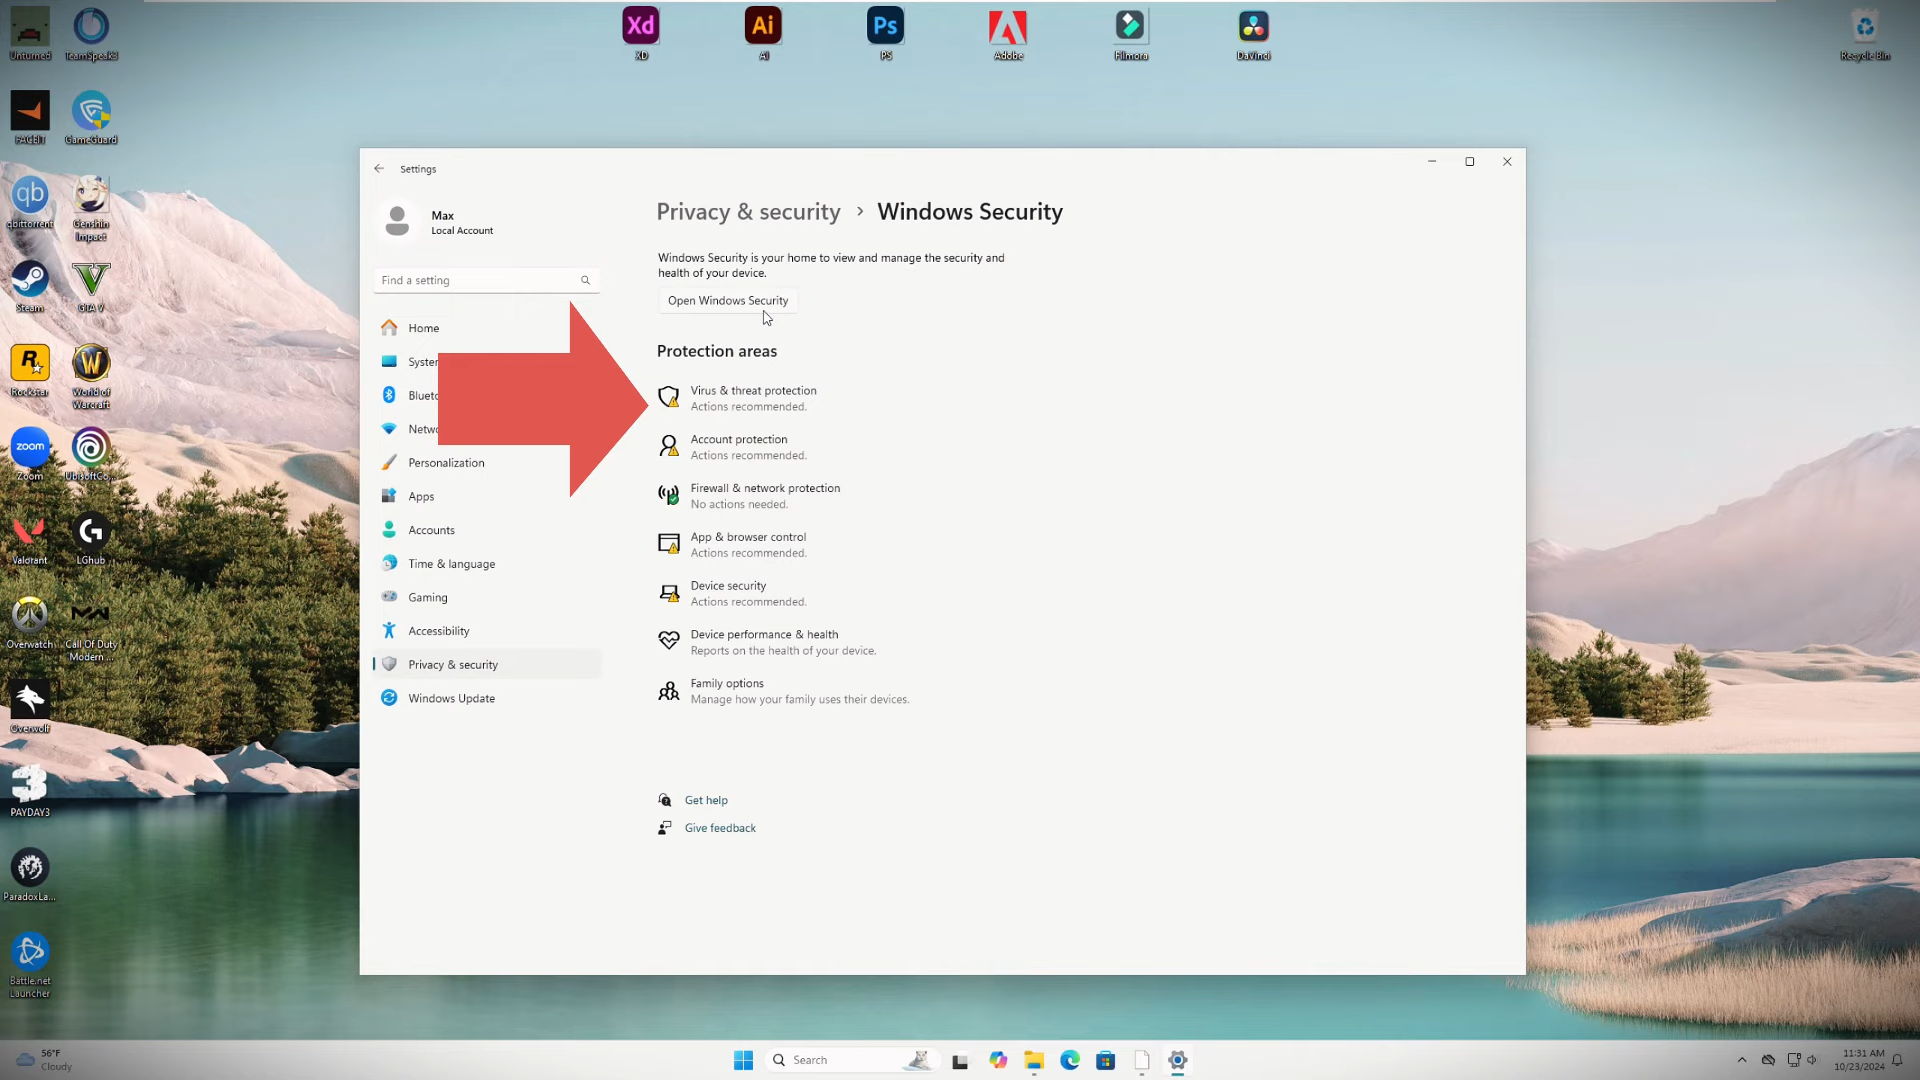 Unturned
TeamSpeak3
XD
Ai
PS
Adobe
Filmora
DaVinci
Recycle Bin
FACEIT
GameGuard
qbittorrent
Genshin
Impact
Steam
GTA V
Rockstar
World of
Warcraft
zoom
Zoom
UbisoftCo...
Valorant
LGhub
Overwatch
Call Of Duty
Modern ...
Overwolf
PAYDAY3
ParadoxLa...
Battle.net
Launcher
Xd
Ai
Ps
qb
Settings
Max
Local Account
Find a setting
Home
System
Blueto
Netwo
Personalization
Apps
Accounts
Time & language
Gaming
Accessibility
Privacy & security
Windows Update
Privacy & security > Windows Security
Windows Security is your home to view and manage the security and
health of your device.
Open Windows Security
Protection areas
Virus & threat protection
Actions recommended.
Account protection
Actions recommended.
Firewall & network protection
No actions needed.
App & browser control
Actions recommended.
Device security
Actions recommended.
Device performance & health
Reports on the health of your device.
Family options
Manage how your family uses their devices.
Get help
Give feedback
56°F
Cloudy
Search
11:31 AM
10/23/2024